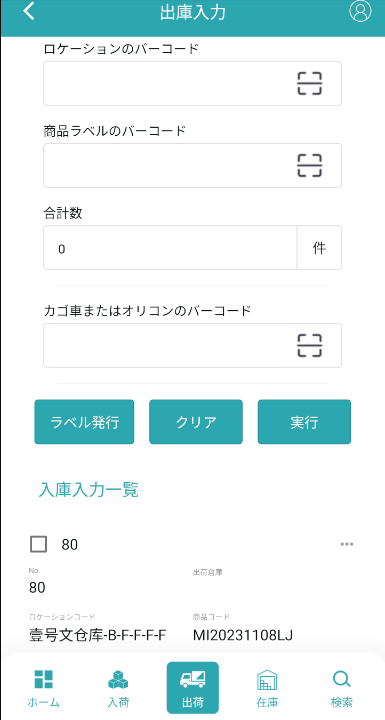 出庫入力
ロケーションのバーコード
商品ラベルのバーコード
合計数
0 件
カゴ車またはオリコンのバーコード
ラベル発行 クリア 実行
入庫入力一覧
80
No. 出荷倉庫
80
ロケーションコード 商品コード
壹号文仓库-B-F-F-F-F MI20231108LJ
ホーム 入荷 出荷 在庫 検索